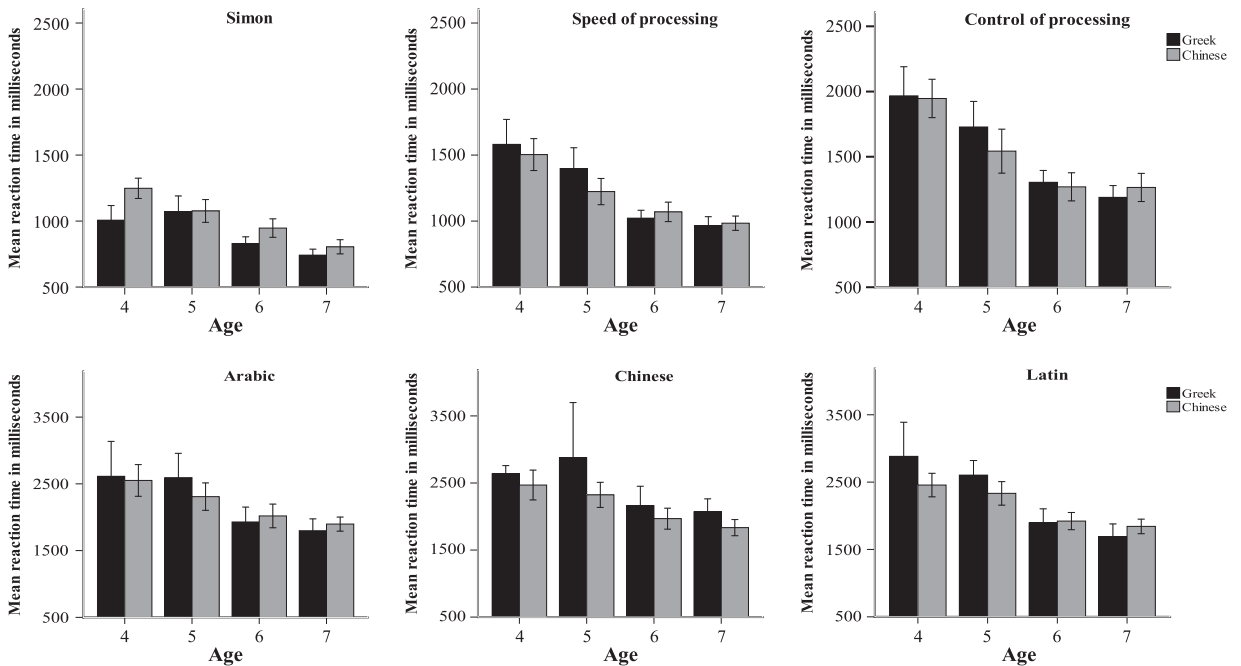 Simon
Mean reaction time in milliseconds
2500
2000
1500
1000
500
4 5 6 7
Age
Speed of processing
Mean reaction time in milliseconds
2500
2000
1500
1000
500
4 5 6 7
Age
Control of processing
Mean reaction time in milliseconds
2500
2000
1500
1000
500
4 5 6 7
Age
Greek
Chinese
Arabic
Mean reaction time in milliseconds
3500
2500
1500
500
4 5 6 7
Age
Chinese
Mean reaction time in milliseconds
3500
2500
1500
500
4 5 6 7
Age
Latin
Mean reaction time in milliseconds
3500
2500
1500
500
4 5 6 7
Age
Greek
Chinese